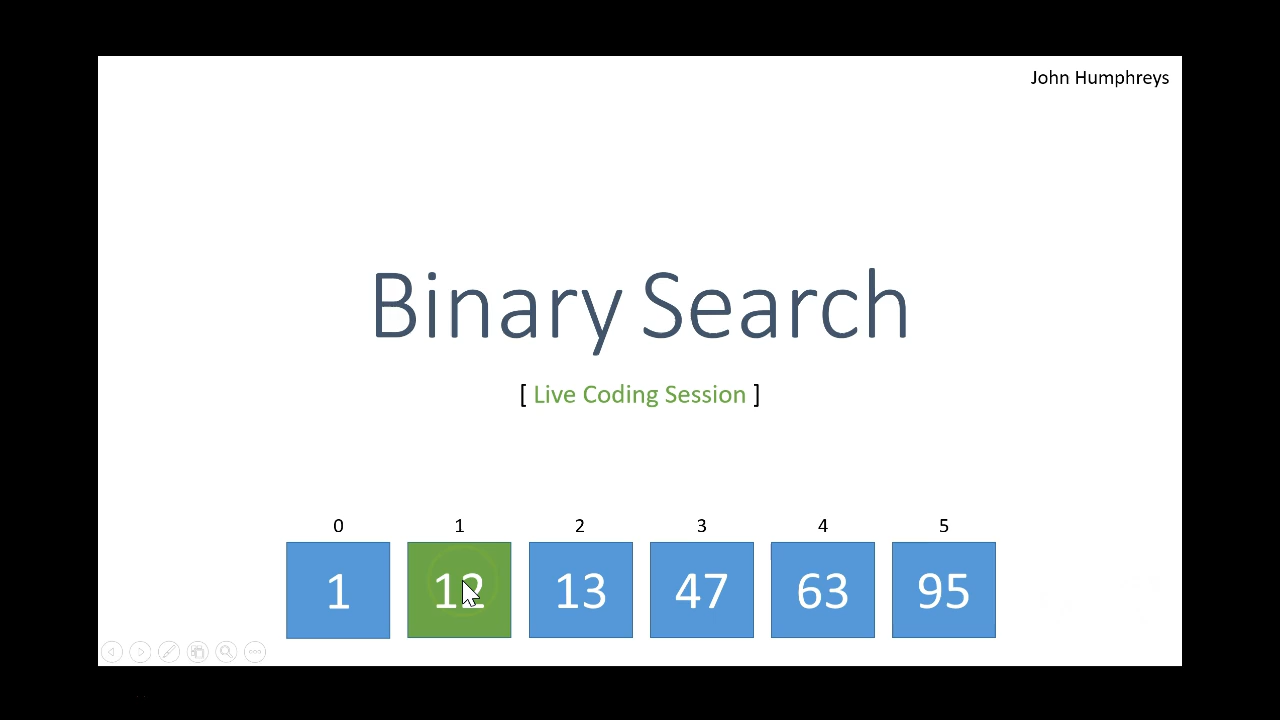 John Humphreys
Binary Search
[ Live Coding Session ]
0 1 2 3 4 5
1 12 13 47 63 95